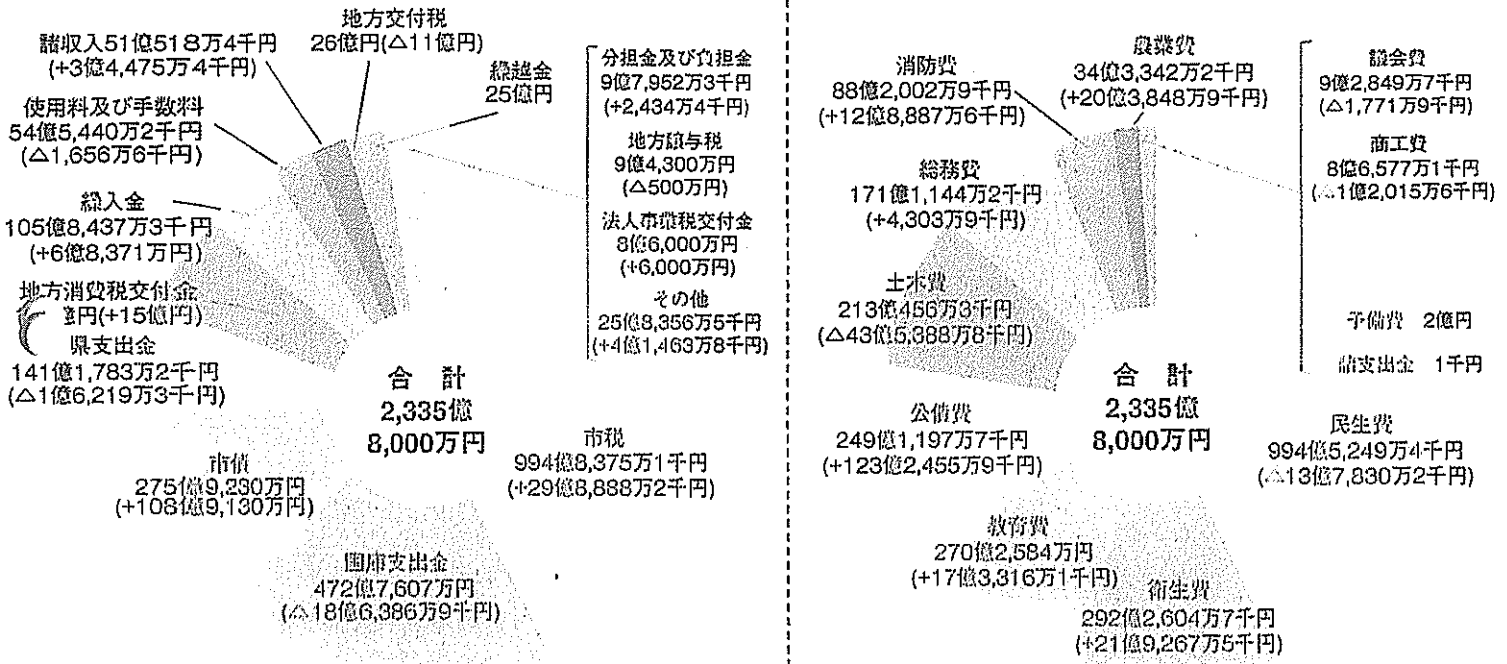 諸収入51億518万4千円
(+3億4,475万4千円)
地方交付税
26億円(△11億円)
繰越金
25億円
使用料及び手数料
54億5,440万2千円
(△1,656万6千円)
繰入金
105億8,437万3千円
(+6億8,371万円)
地方消費税交付金
円(+15億円)
県支出金
141億1,783万2千円
(△1億6,219万3千円)
市債
275億9,230万円
(+108億9,130万円)
国庫支出金
472億7,607万円
(△18億6,386万9千円)
市税
994億8,375万1千円
(+29億8,888万2千円)
合 計
2,335億
8,000万円
分担金及び負担金
9億7,952万3千円
(+2,434万4千円)
地方譲与税
9億4,300万円
(△500万円)
法人事業税交付金
8億6,000万円
(+6,000万円)
その他
25億8,356万5千円
(+4億1,463万8千円)
消防費
88億2,002万9千円
(+12億8,887万6千円)
農業費
34億3,342万2千円
(+20億3,848万9千円)
総務費
171億1,144万2千円
(+4,303万9千円)
土木費
213億456万3千円
(△43億5,388万8千円)
公債費
249億1,197万7千円
(+123億2,455万9千円)
教育費
270億2,584万円
(+17億3,316万1千円)
衛生費
292億2,604万7千円
(+21億9,267万5千円)
民生費
994億5,249万4千円
(△13億7,830万2千円)
合 計
2,335億
8,000万円
議会費
9億2,849万7千円
(△1,771万9千円)
商工費
8億6,577万1千円
(△1億2,015万6千円)
予備費 2億円
諸支出金 1千円